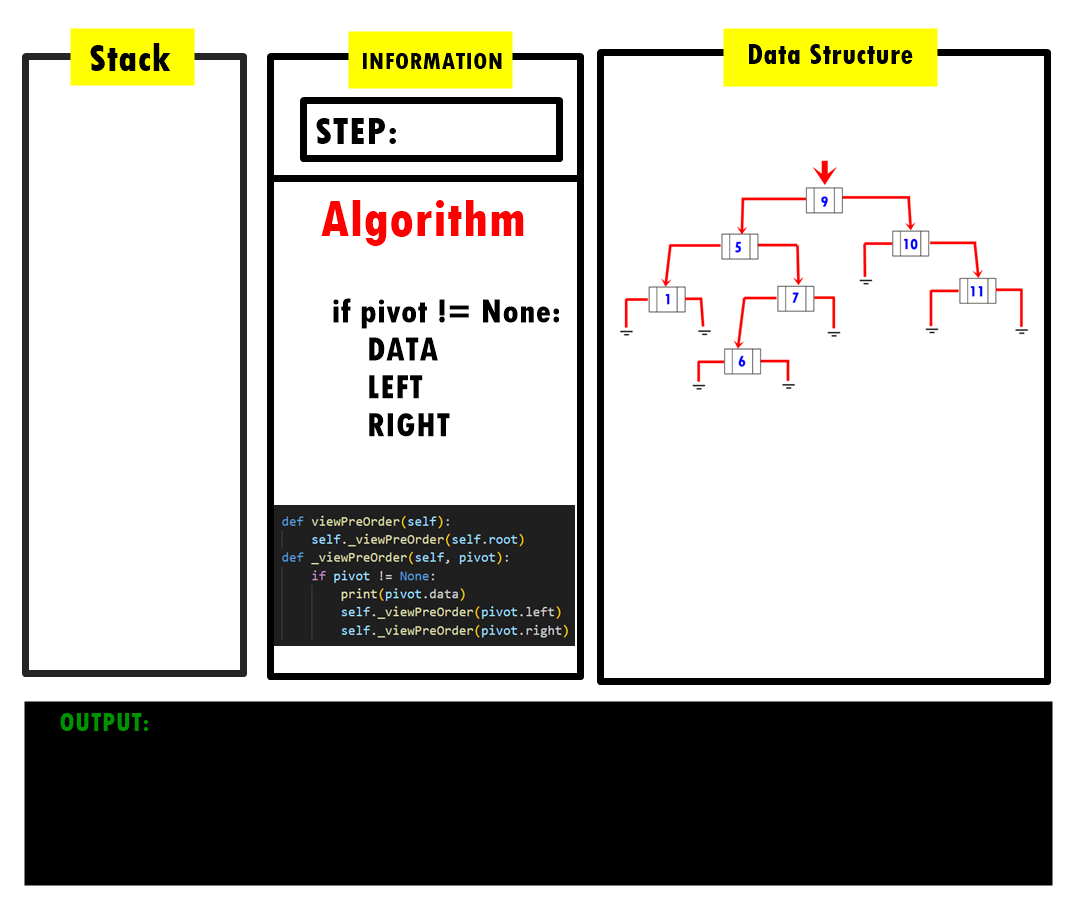 Stack
INFORMATION
STEP:
Algorithm
if pivot != None:
    DATA
    LEFT
    RIGHT
def viewPreOrder(self):
    self._viewPreOrder(self.root)
def _viewPreOrder(self, pivot):
    if pivot != None:
        print(pivot.data)
        self._viewPreOrder(pivot.left)
        self._viewPreOrder(pivot.right)
Data Structure
9
5
10
1
7
11
6
OUTPUT: